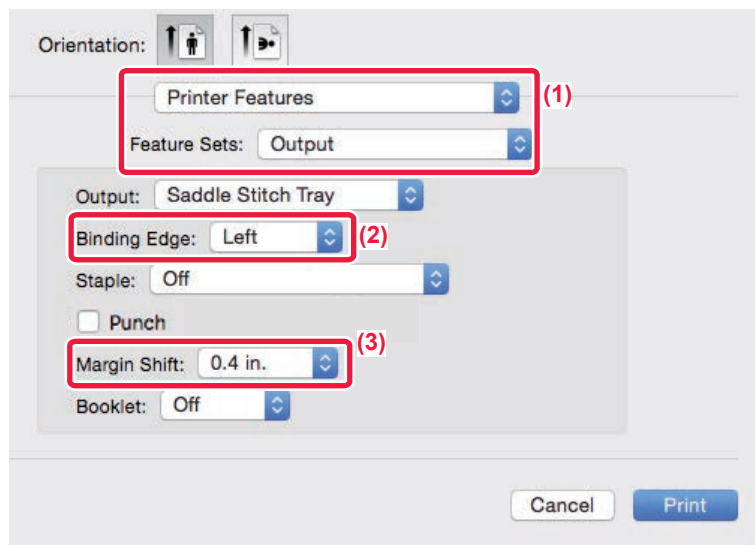 Orientation:
Printer Features (1)
Feature Sets: Output
Output: Saddle Stitch Tray
Binding Edge: Left (2)
Staple: Off
Punch
Margin Shift: 0.4 in. (3)
Booklet: Off
Cancel Print